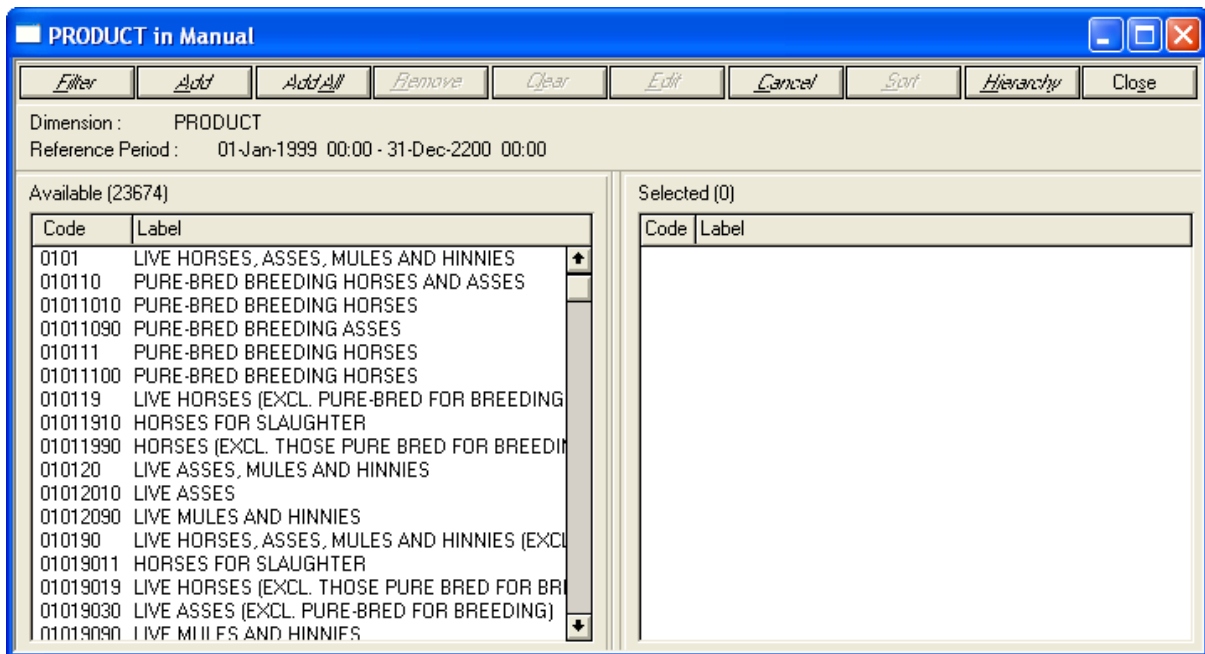 PRODUCT in Manual
Filter Add Add All Remove Clear Edit Cancel Sort Hierarchy Close
Dimension : PRODUCT
Reference Period : 01-Jan-1999 00:00 - 31-Dec-2200 00:00
Available (23674)
Code Label
0101 LIVE HORSES, ASSES, MULES AND HINNIES
010110 PURE-BRED BREEDING HORSES AND ASSES
01011010 PURE-BRED BREEDING HORSES
01011090 PURE-BRED BREEDING ASSES
010111 PURE-BRED BREEDING HORSES
01011100 PURE-BRED BREEDING HORSES
010119 LIVE HORSES (EXCL. PURE-BRED FOR BREEDING
01011910 HORSES FOR SLAUGHTER
01011990 HORSES (EXCL. THOSE PURE BRED FOR BREEDIN
010120 LIVE ASSES, MULES AND HINNIES
01012010 LIVE ASSES
01012090 LIVE MULES AND HINNIES
010190 LIVE HORSES, ASSES, MULES AND HINNIES (EXCL
01019011 HORSES FOR SLAUGHTER
01019019 LIVE HORSES (EXCL. THOSE PURE BRED FOR BRE
01019030 LIVE ASSES (EXCL. PURE-BRED FOR BREEDING)
01019090 LIVE MULES AND HINNIES
Selected (0)
Code Label